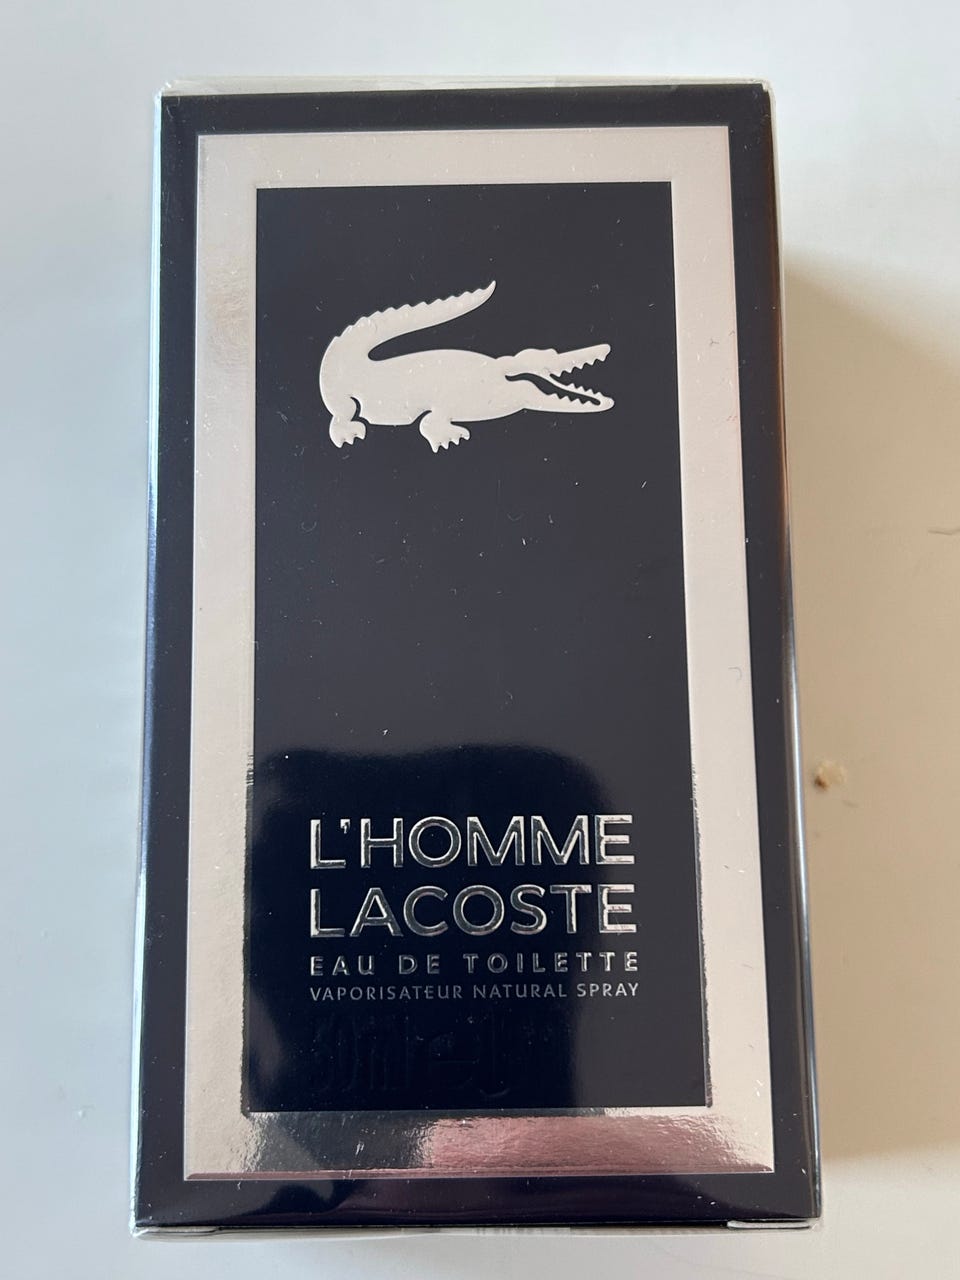 L'HOMME
LACOSTE
EAU DE TOILETTE
VAPORISATEUR NATURAL SPRAY